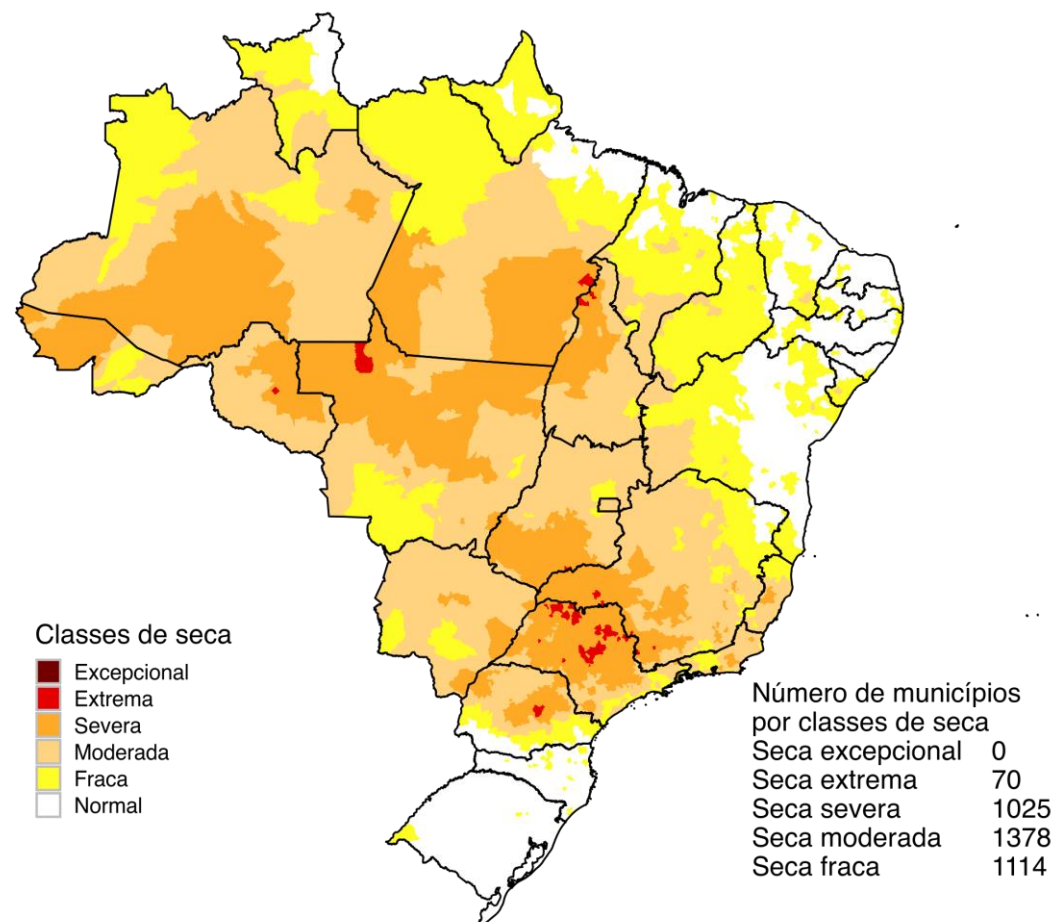 Classes de seca
Excepcional
Extrema
Severa
Moderada
Fraca
Normal
Número de municípios
por classes de seca
Seca excepcional 0
Seca extrema 70
Seca severa 1025
Seca moderada 1378
Seca fraca 1114